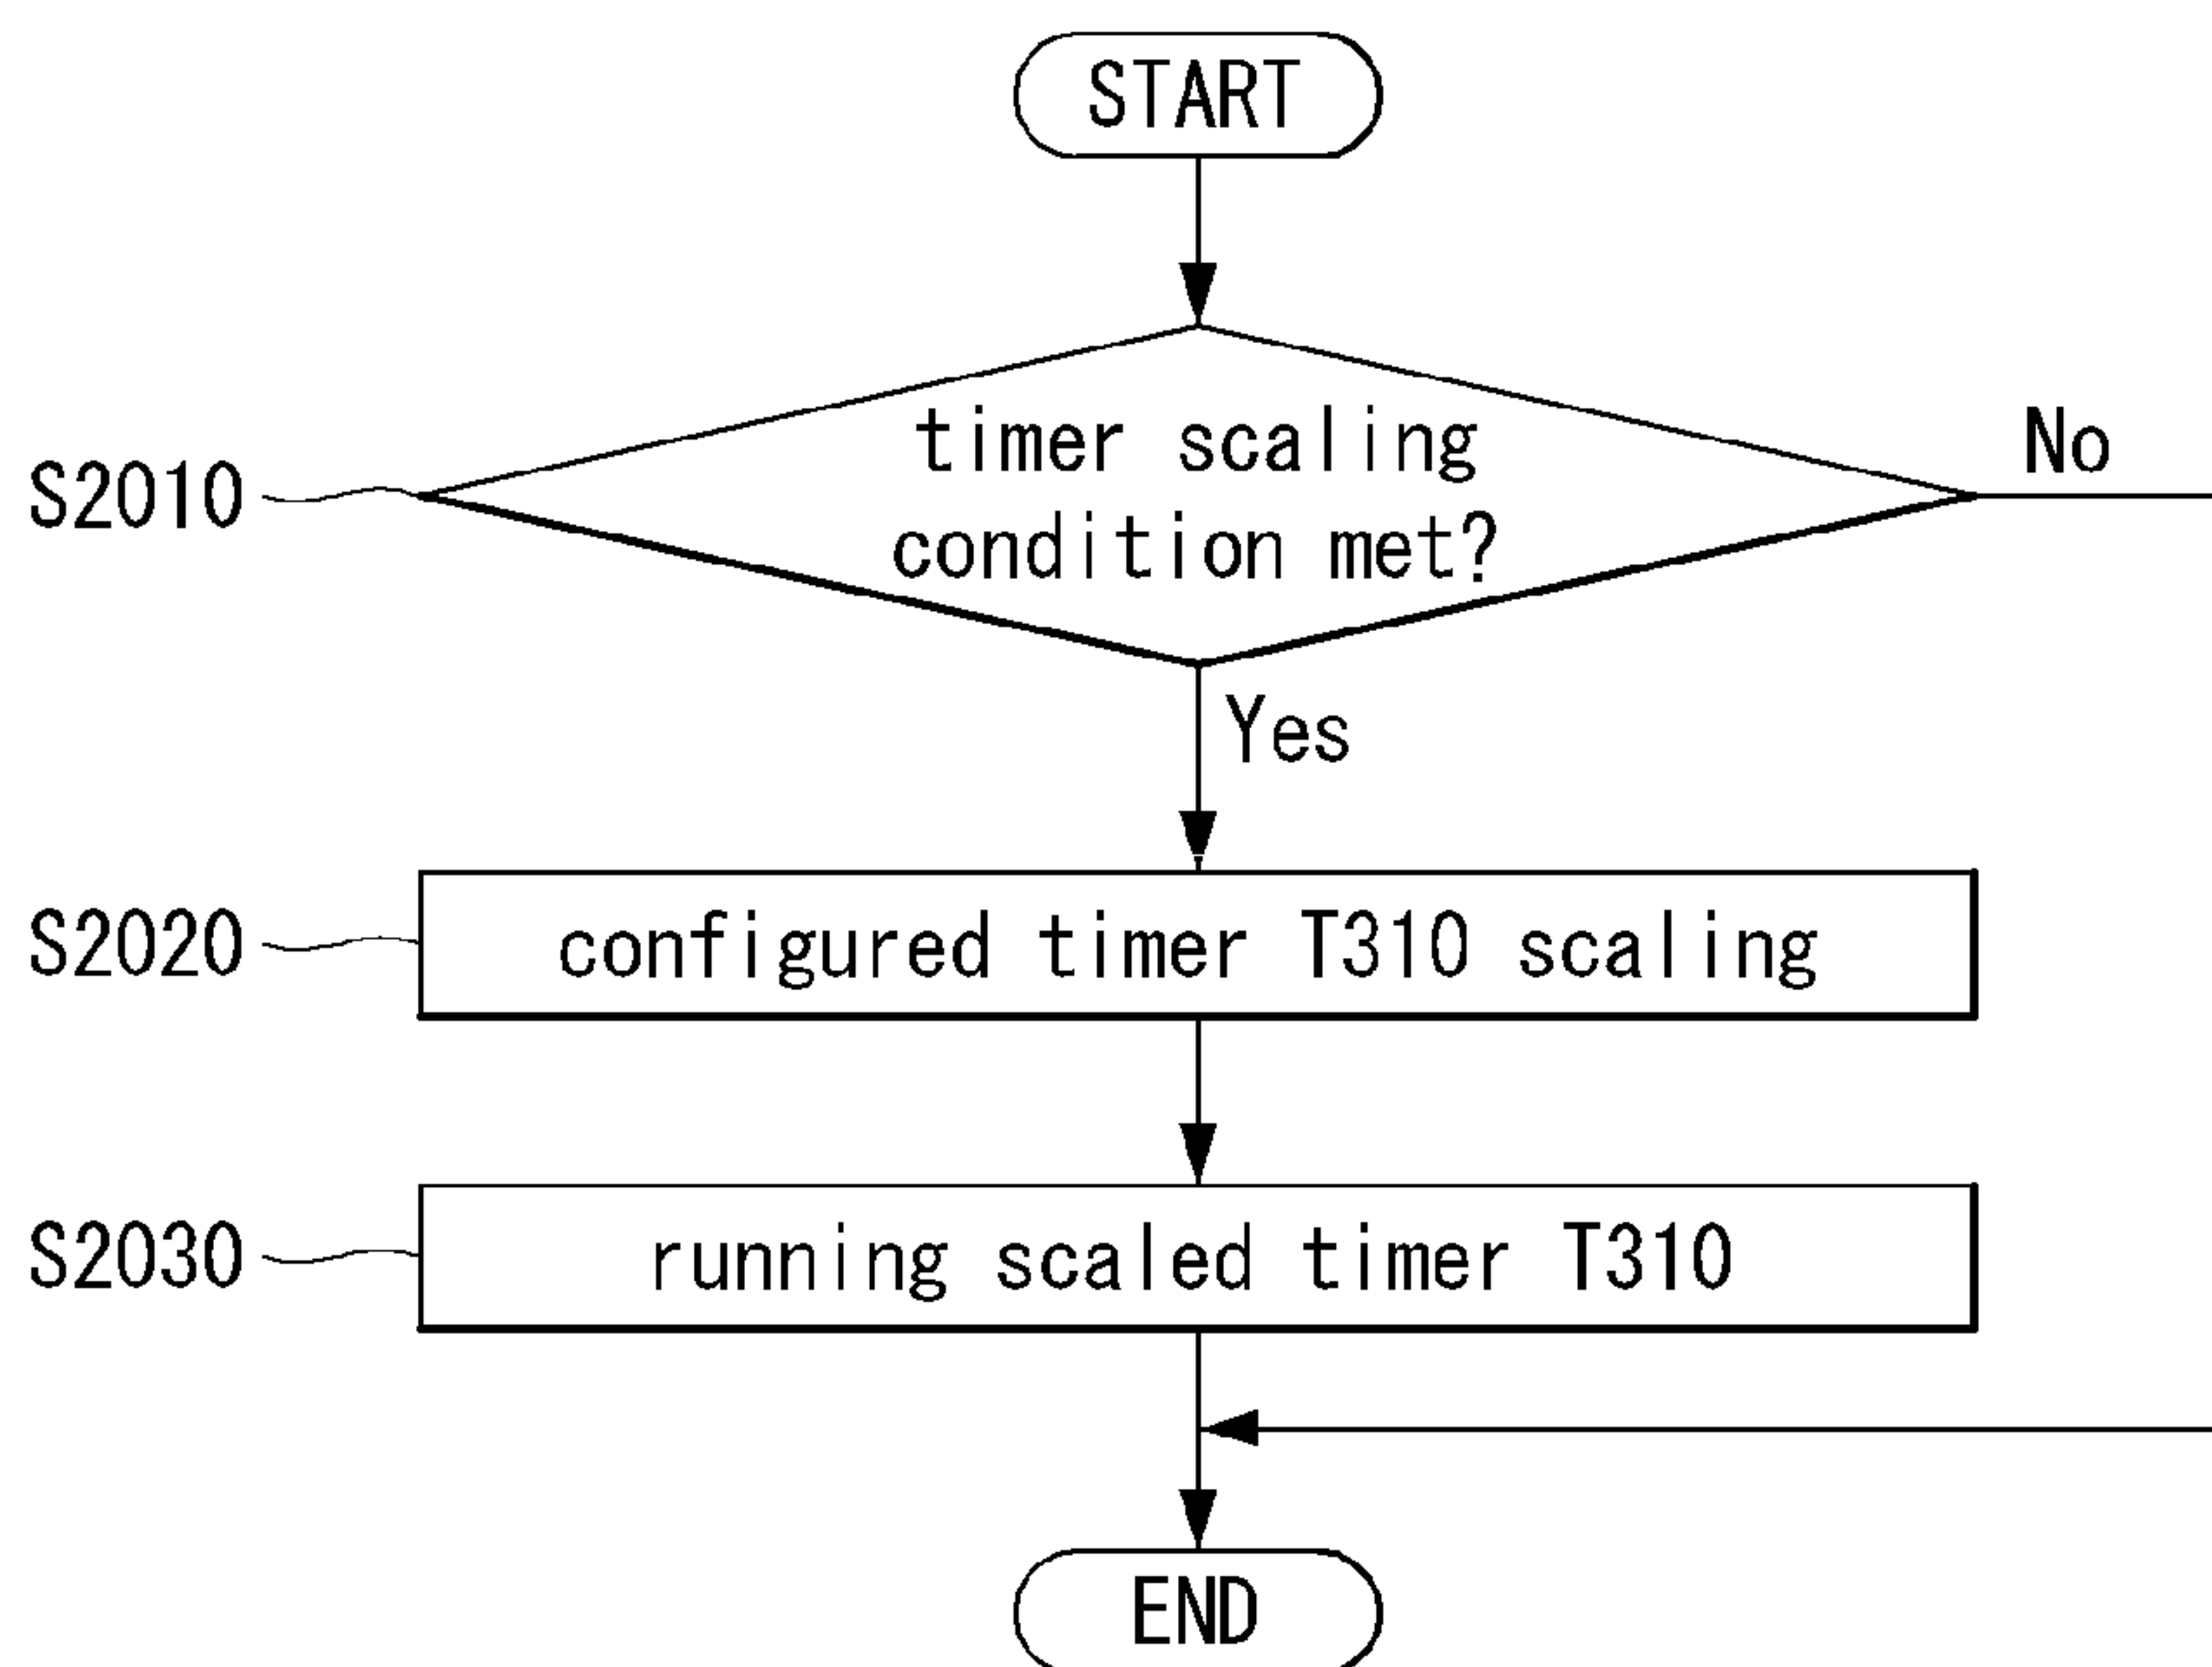 START
timer scaling
condition met?
No
S2010
Yes
S2020
configured timer T310 scaling
S2030
running scaled timer T310
END